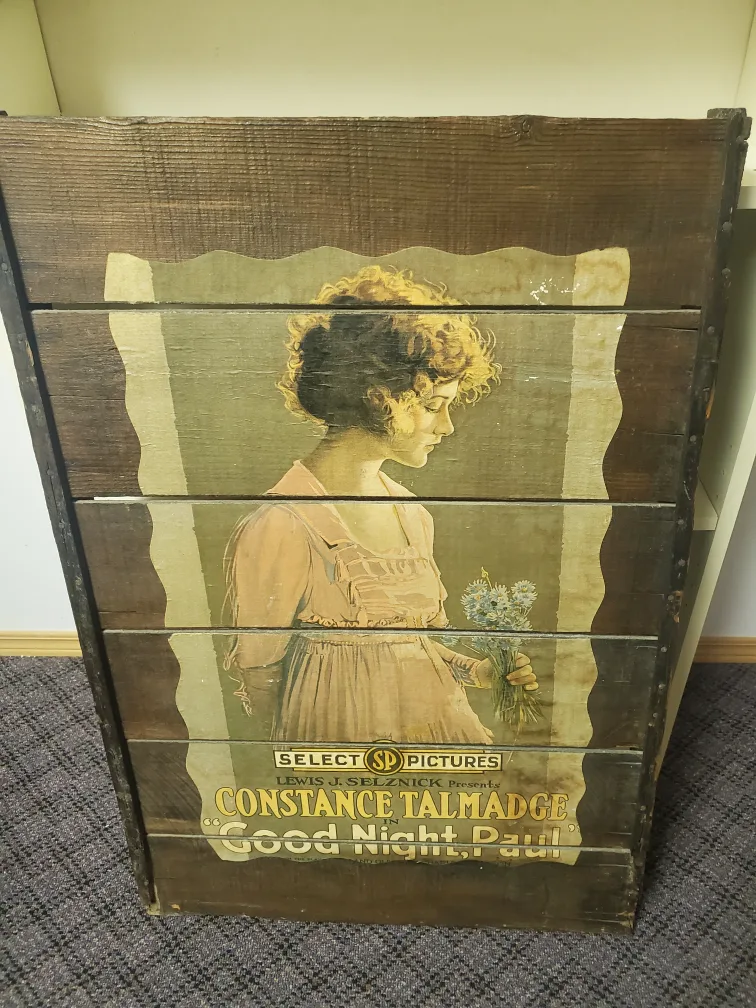 SELECT SP PICTURES
LEWIS J. SELZNICK Presents
CONSTANCE TALMADGE
IN
"Good Night, Paul"